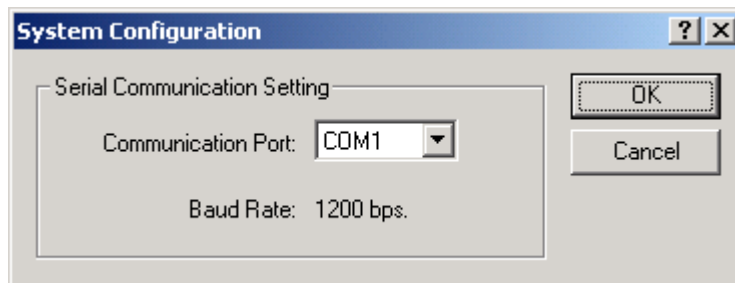 System Configuration
Serial Communication Setting
Communication Port: COM1
Baud Rate: 1200 bps.
OK
Cancel